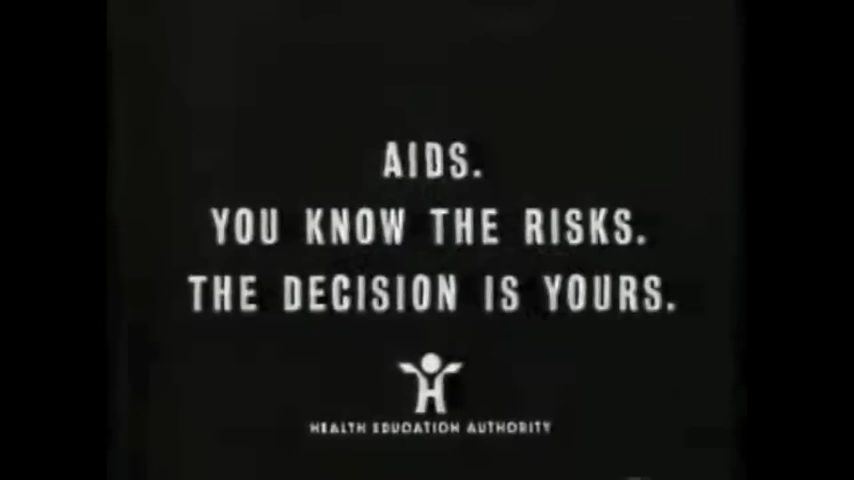 AIDS.
YOU KNOW THE RISKS.
THE DECISION IS YOURS.
HEALTH EDUCATION AUTHORITY